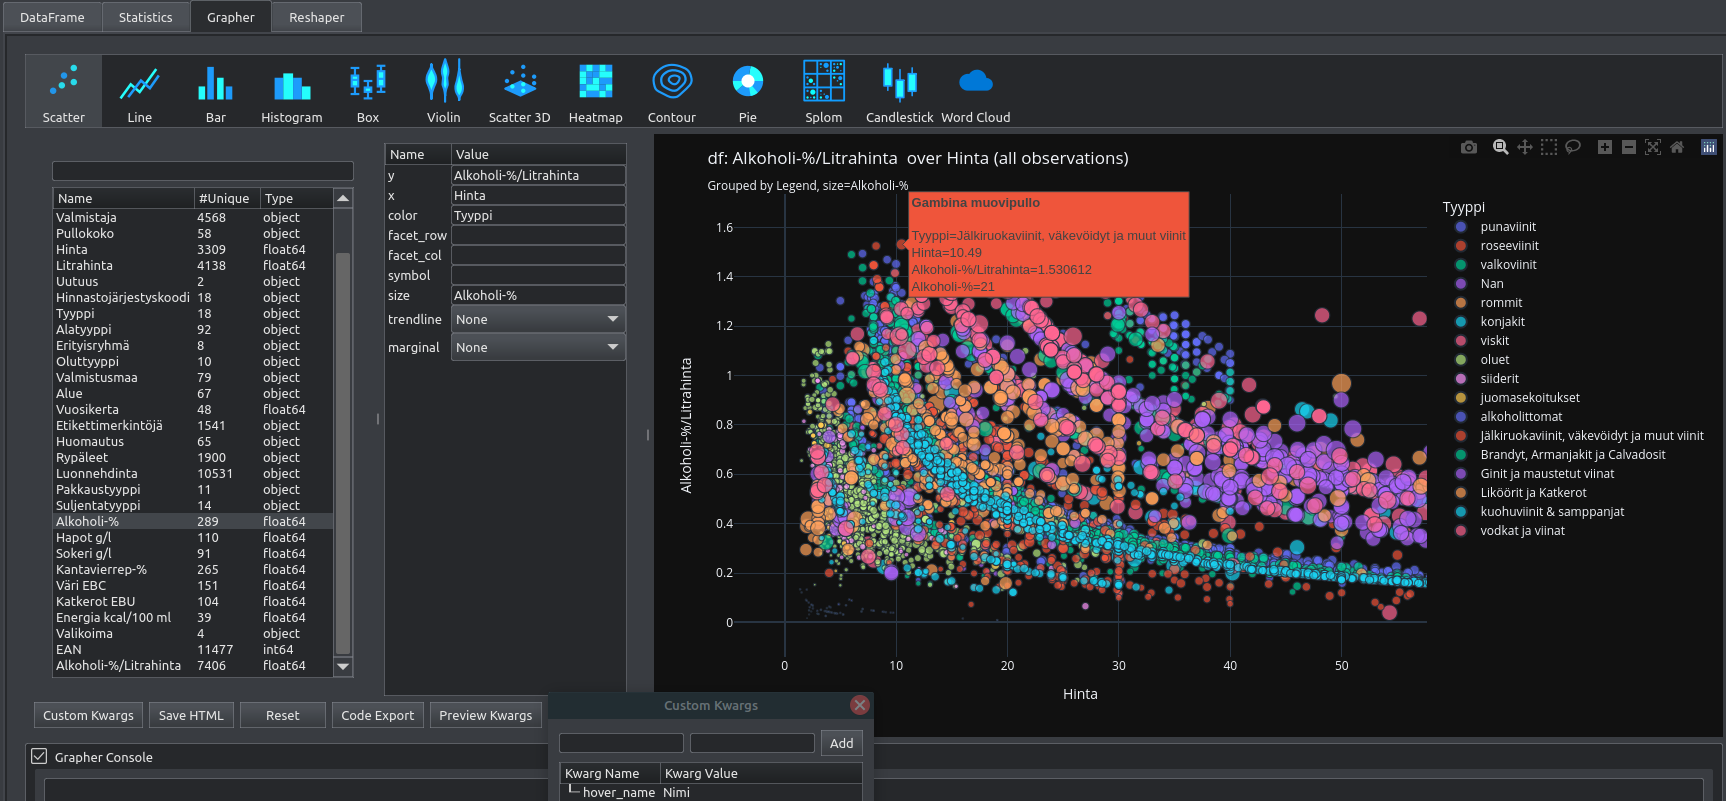 DataFrame Statistics Grapher Reshaper
Scatter Line Bar Histogram Box Violin Scatter 3D Heatmap Contour Pie Splom Candlestick Word Cloud
Name #Unique Type
Valmistaja 4568 object
Pullokoko 58 object
Hinta 3309 float64
Litrahinta 4138 float64
Uutuus 2 object
Hinnastojärjestyskoodi 18 object
Tyyppi 18 object
Alatyyppi 92 object
Erityisryhmä 8 object
Oluttyyppi 10 object
Valmistusmaa 79 object
Alue 67 object
Vuosikerta 48 float64
Etikettimerkintöjä 1541 object
Huomautus 65 object
Rypäleet 1900 object
Luonnehdinta 10531 object
Pakkaustyyppi 11 object
Suljentatyyppi 14 object
Alkoholi-% 289 float64
Hapot g/l 110 float64
Sokeri g/l 91 float64
Kantavierrep-% 265 float64
Väri EBC 151 float64
Katkerot EBU 104 float64
Energia kcal/100 ml 39 float64
Valikoima 4 object
EAN 11477 int64
Alkoholi-%/Litrahinta 7406 float64
Name Value
y Alkoholi-%/Litrahinta
x Hinta
color Tyyppi
facet_row
facet_col
symbol
size Alkoholi-%
trendline None
marginal None
df: Alkoholi-%/Litrahinta over Hinta (all observations)
Grouped by Legend, size=Alkoholi-%
Gambina muovipullo
Tyyppi=Jälkiruokaviinit, väkevöidyt ja muut viinit
Hinta=10.49
Alkoholi-%/Litrahinta=1.530612
Alkoholi-%=21
1.6
1.4
1.2
1
0.8
0.6
0.4
0.2
0
Alkoholi-%/Litrahinta
0 10 20 30 40 50
Hinta
Tyyppi
punaviinit
roseeviinit
valkoviinit
Nan
rommit
konjakit
viskit
oluet
siiderit
juomasekoitukset
alkoholittomat
Jälkiruokaviinit, väkevöidyt ja muut viinit
Brandyt, Armanjakit ja Calvadosit
Ginit ja maustetut viinat
Liköörit ja Katkerot
kuohuviinit & samppanjat
vodkat ja viinat
Custom Kwargs Save HTML Reset Code Export Preview Kwargs
Grapher Console
Custom Kwargs
Add
Kwarg Name Kwarg Value
hover_name Nimi